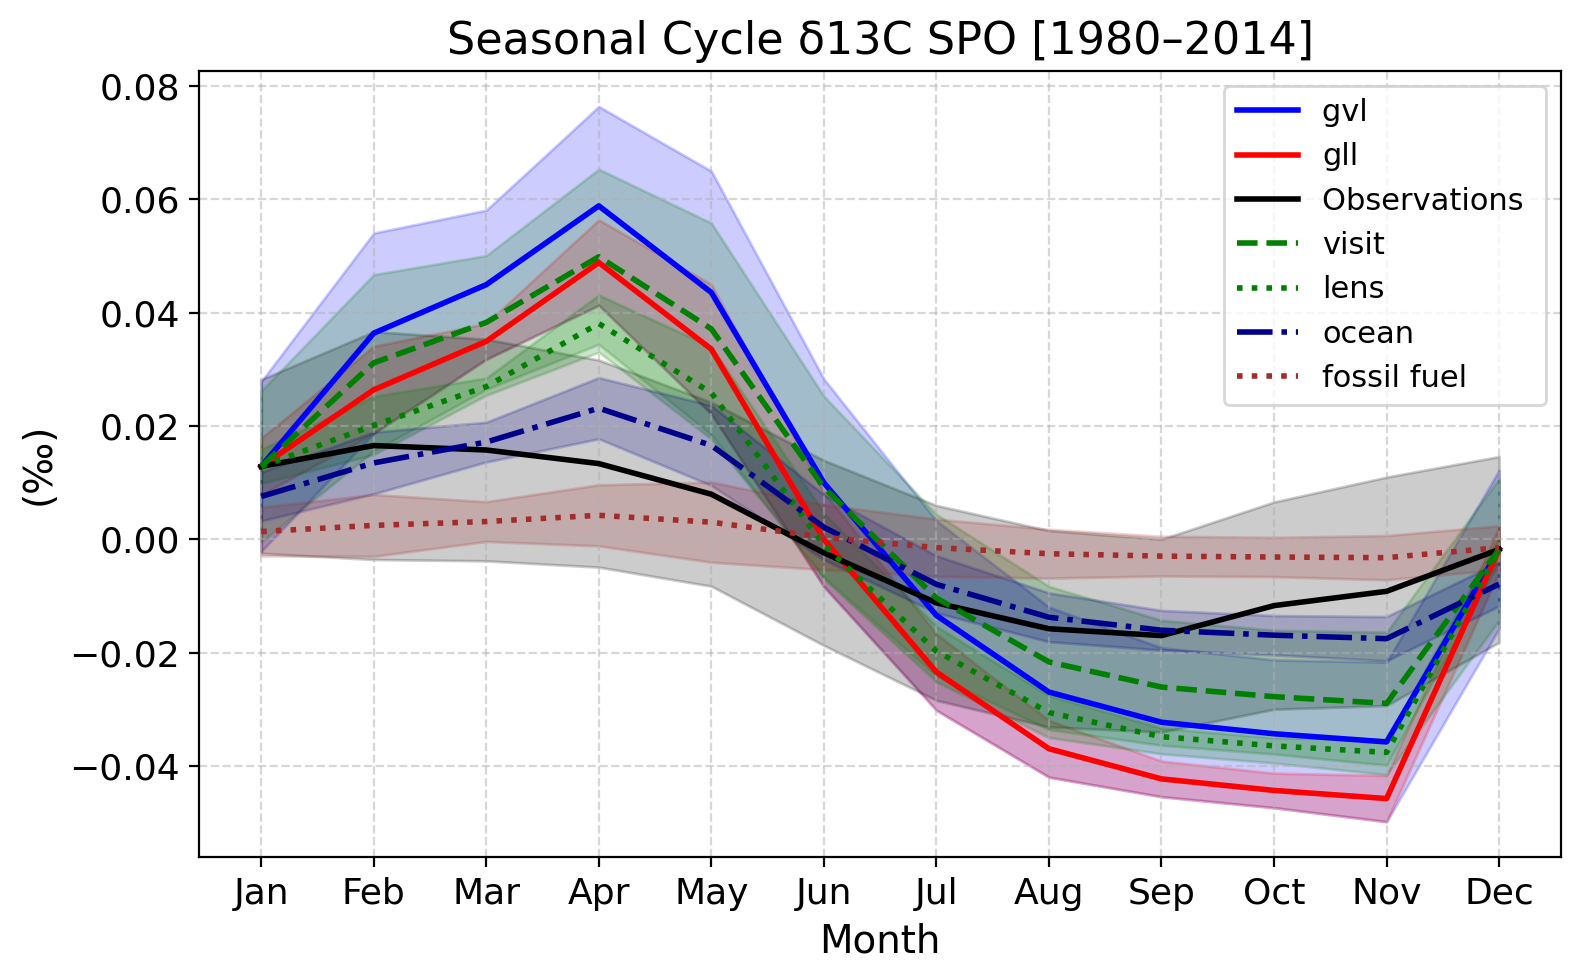 Seasonal Cycle δ13C SPO [1980–2014]
0.08
0.06
0.04
0.02
0.00
−0.02
−0.04
(‰)
gvl
gll
Observations
visit
lens
ocean
fossil fuel
Jan Feb Mar Apr May Jun Jul Aug Sep Oct Nov Dec
Month